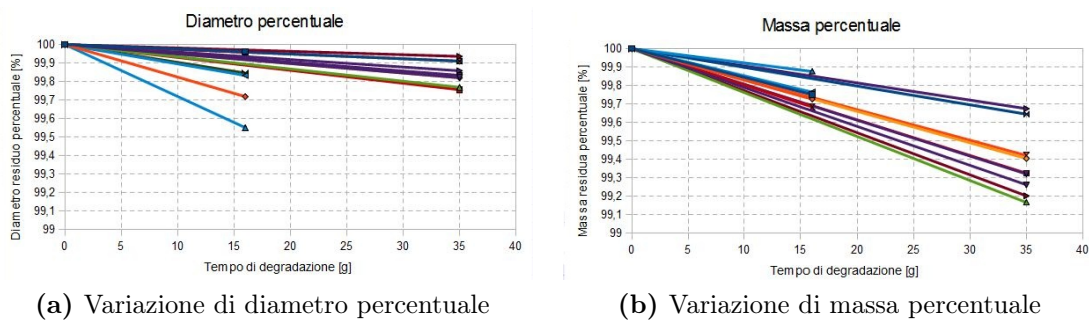 Diametro percentuale
Diametro residuo percentuale [%]
100
99,9
99,8
99,7
99,6
99,5
99,4
99,3
99,2
99,1
99
0 5 10 15 20 25 30 35 40
Tempo di degradazione [g]
(a) Variazione di diametro percentuale
Massa percentuale
Massa residua percentuale [%]
100
99,9
99,8
99,7
99,6
99,5
99,4
99,3
99,2
99,1
99
0 5 10 15 20 25 30 35 40
Tempo di degradazione [g]
(b) Variazione di massa percentuale